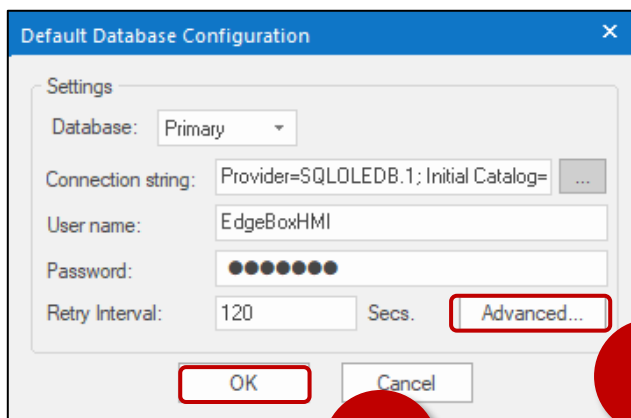 Default Database Configuration
Settings
Database: Primary
Connection string: Provider=SQLOLEDB.1; Initial Catalog= ...
User name: EdgeBoxHMI
Password: ●●●●●●●
Retry Interval: 120 Secs. Advanced...
OK Cancel